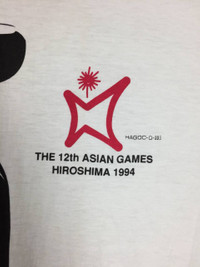 THE 12th ASIAN GAMES
HIROSHIMA 1994